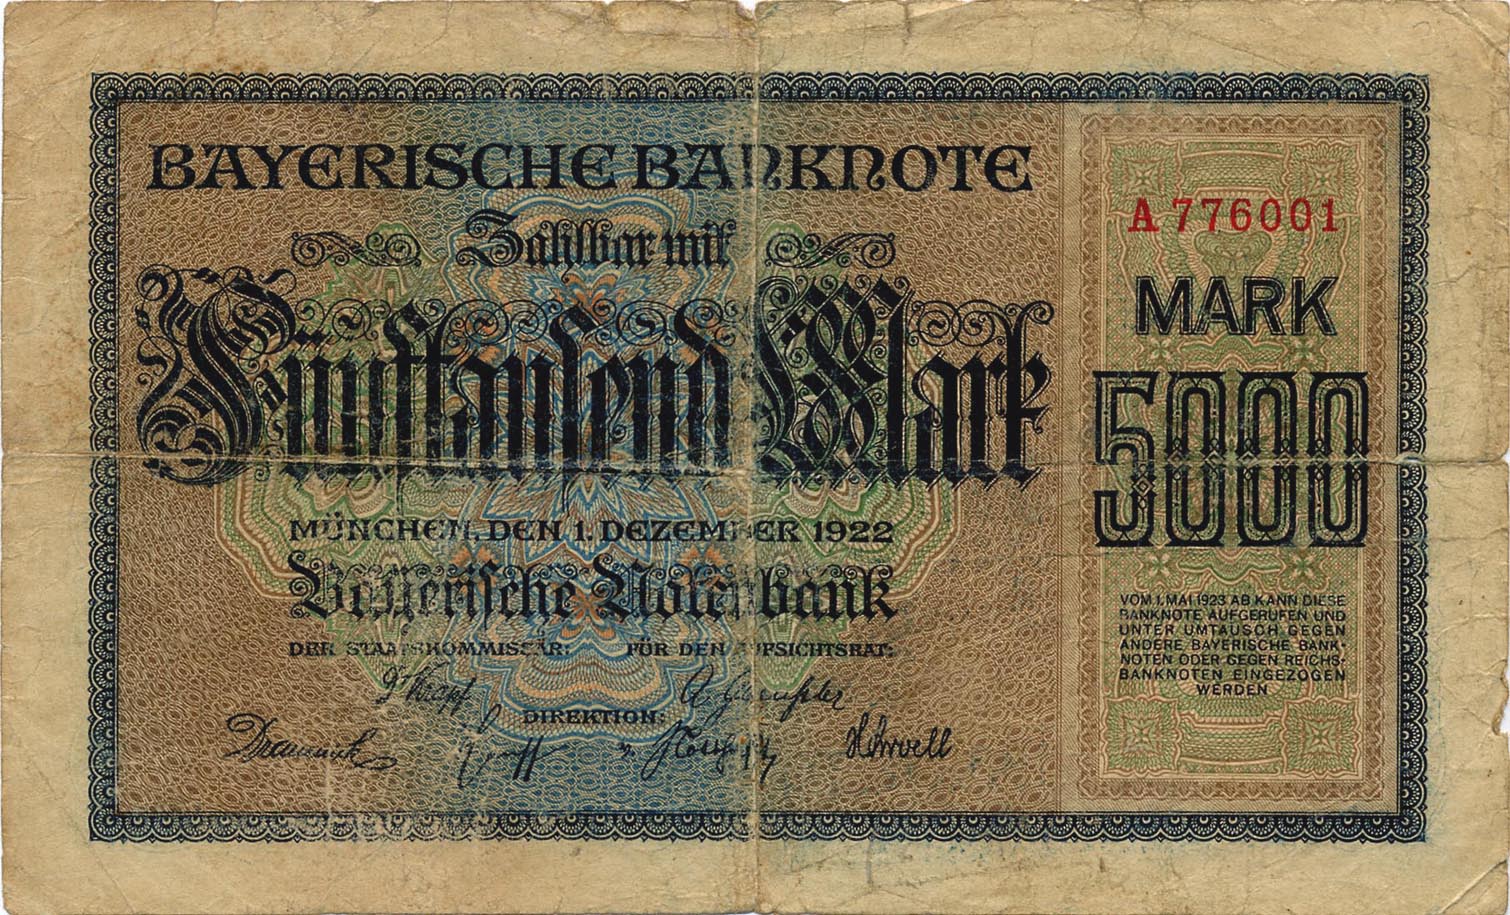 BAYERISCHE BANKNOTE
Zahlbar mit
Fünftausend Mark
MÜNCHEN, DEN 1. DEZEMBER 1922
Bayerische Notenbank
DER STAATSKOMMISSÄR: FÜR DEN AUFSICHTSRAT:
DIREKTION:
A 776001
MARK
5000
VOM 1. MAI 1923 AB KANN DIESE
BANKNOTE AUFGERUFEN UND
UNTER UMTAUSCH GEGEN
ANDERE BAYERISCHE BANK-
NOTEN ODER GEGEN REICHS-
BANKNOTEN EINGEZOGEN
WERDEN